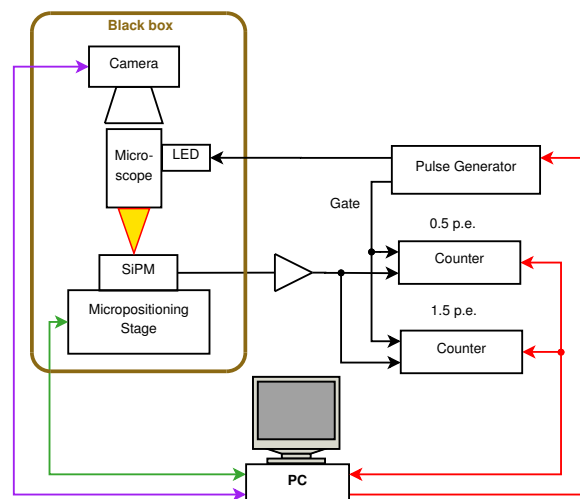 Black box
Camera
Micro-
scope
LED
Pulse Generator
Gate
0.5 p.e.
SiPM
Counter
Micropositioning
Stage
1.5 p.e.
Counter
PC